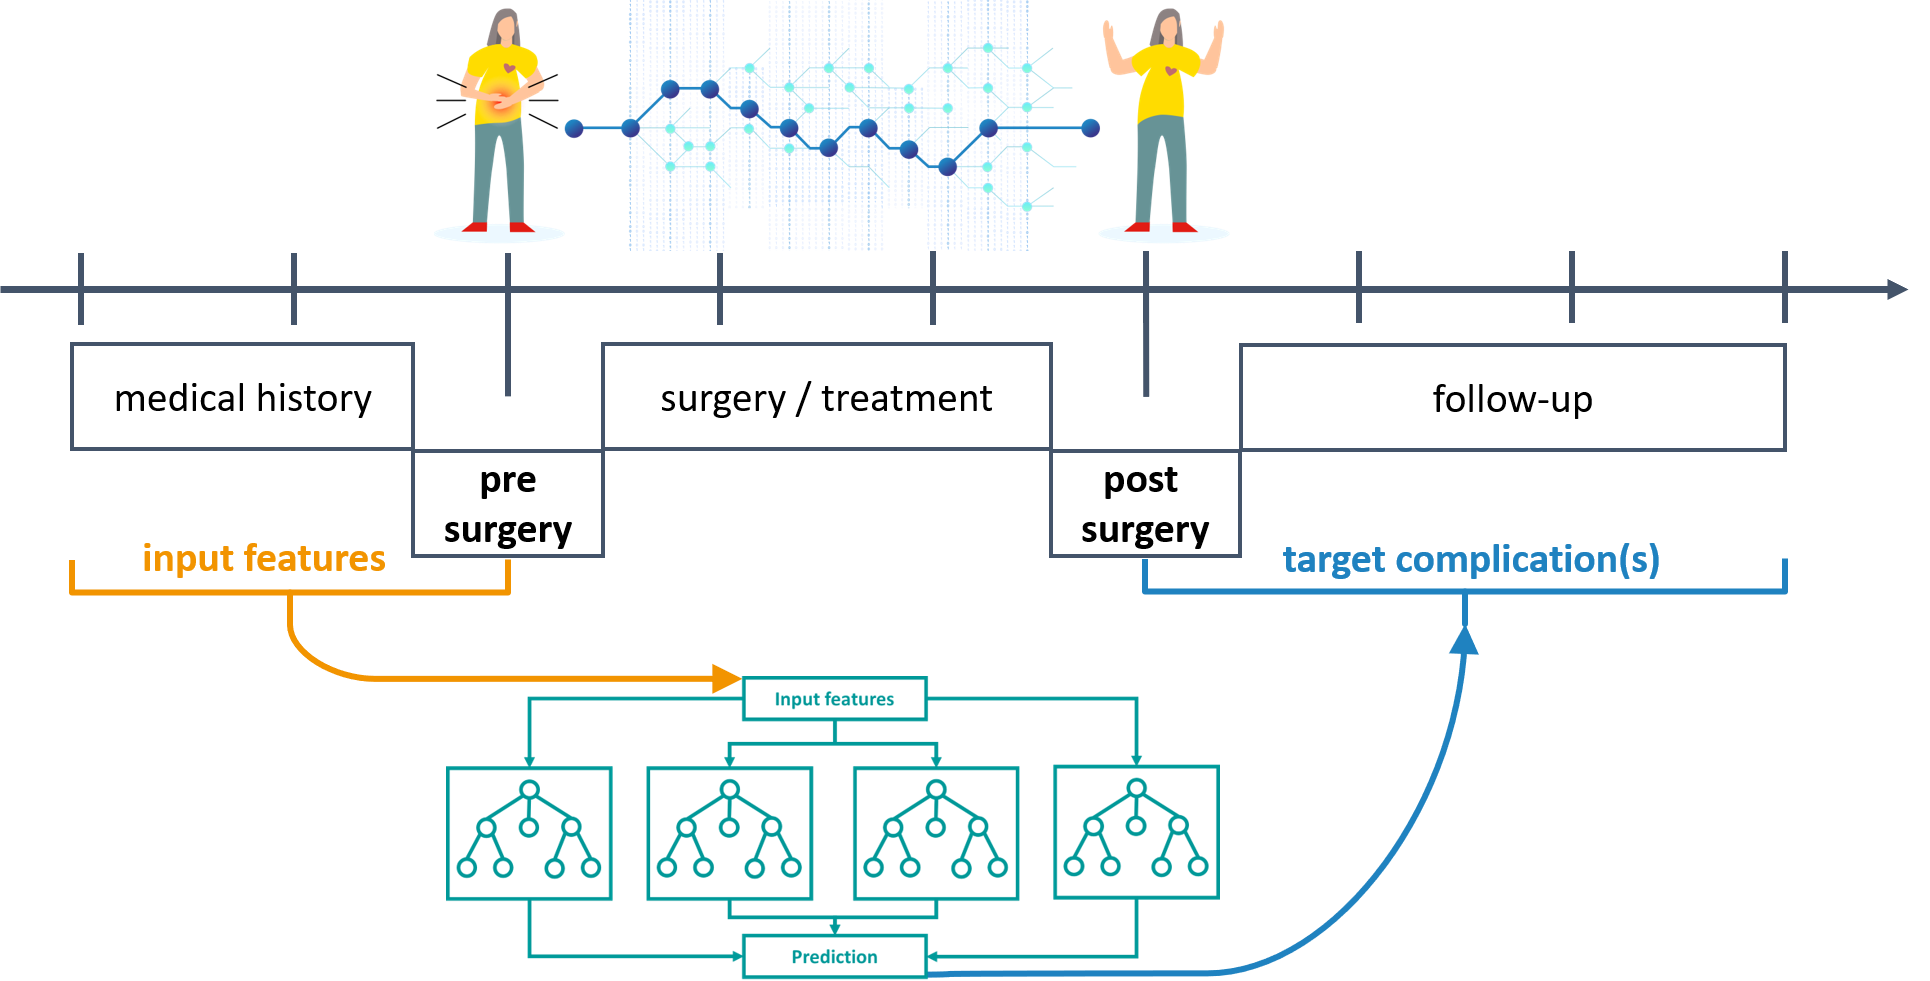 medical history
surgery / treatment
follow-up
pre
surgery
post
surgery
input features
target complication(s)
Input features
Prediction